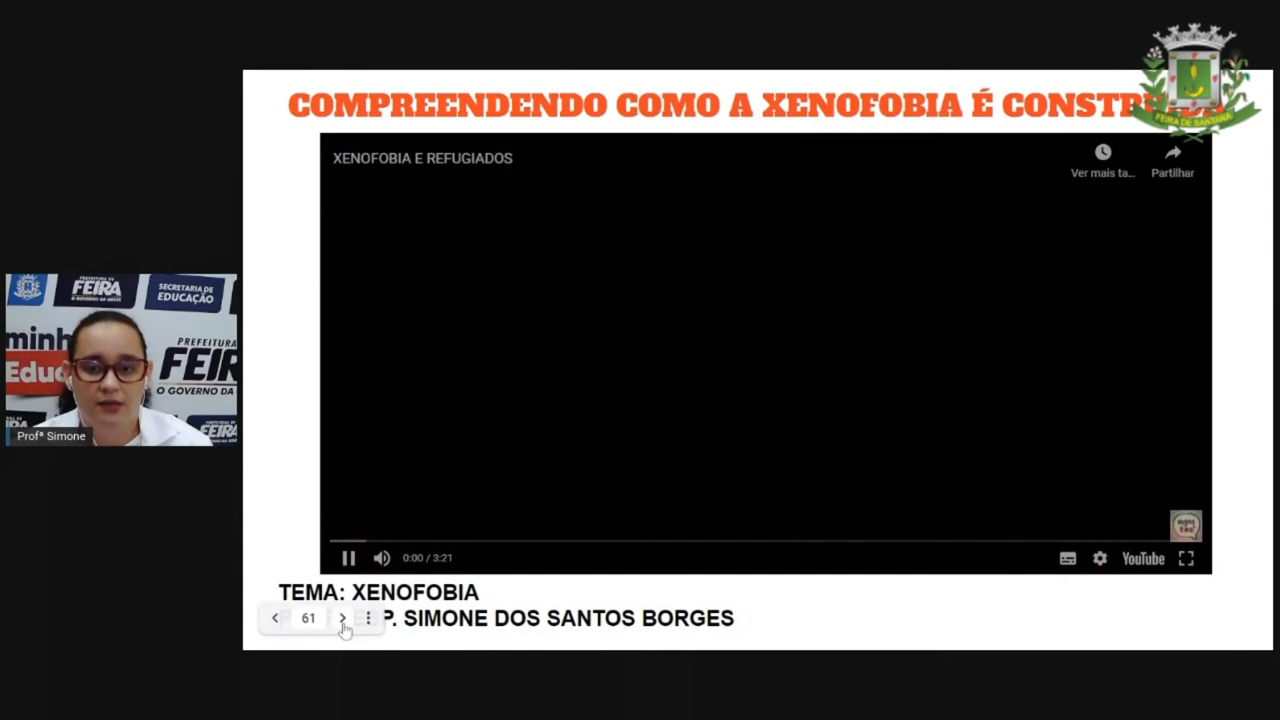 COMPREENDENDO COMO A XENOFOBIA É
FEIRA DE SANTANA
XENOFOBIA E REFUGIADOS
Ver mais ta...
Partilhar
FEIRA
SECRETARIA DE
EDUCAÇÃO
minh
Educ
PREFEITURA
FEIR
O GOVERNO DA
FEIRA
Profª Simone
0:00 / 3:21
YouTube
TEMA: XENOFOBIA
61
P. SIMONE DOS SANTOS BORGES